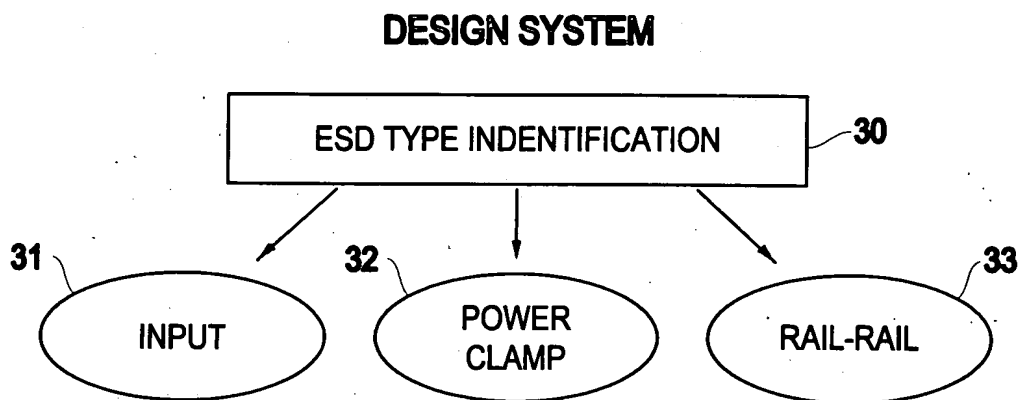 DESIGN SYSTEM
ESD TYPE INDENTIFICATION
30
31
32
33
INPUT
POWER
CLAMP
RAIL-RAIL